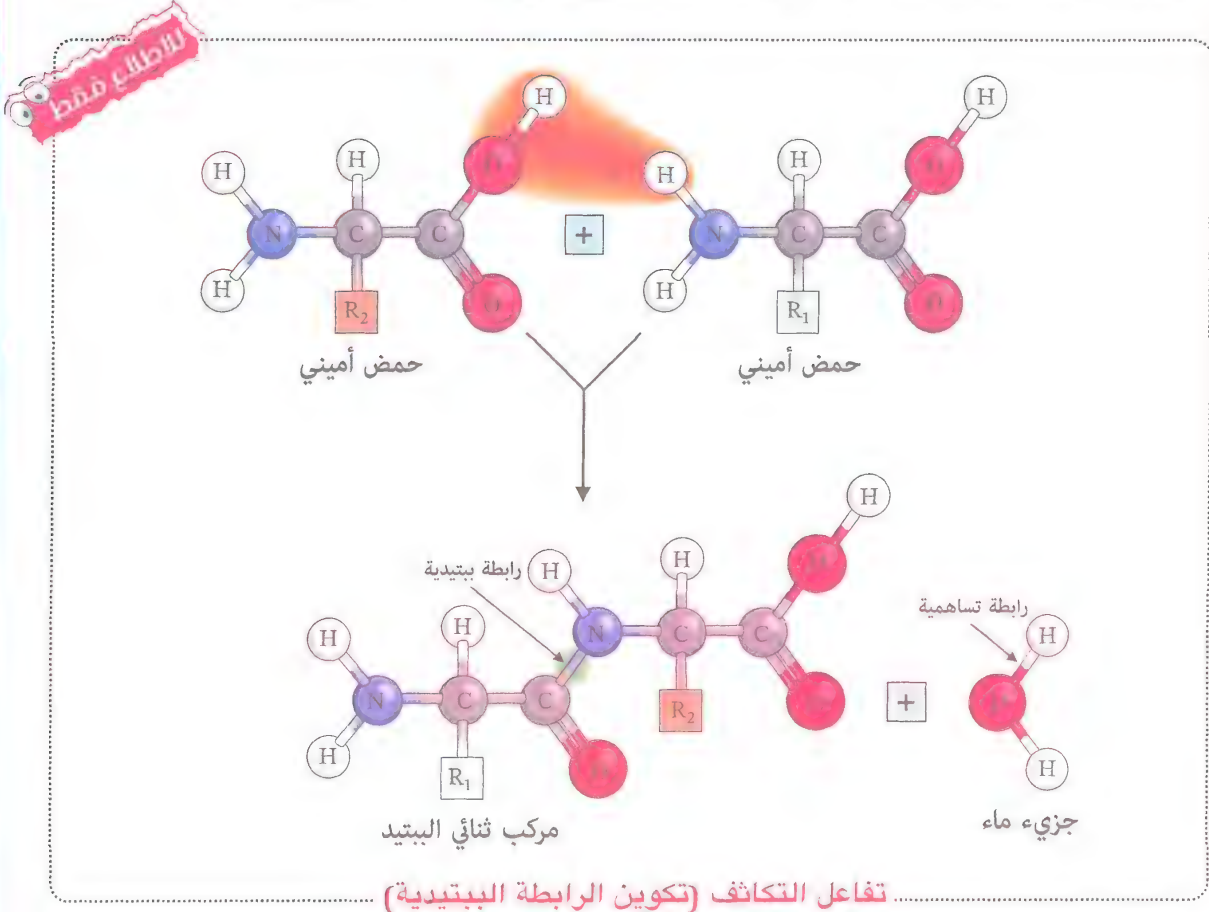 للاطلاع فقط
H H H H H H
N C C + N C C
H R₂ H R₁
حمض أميني حمض أميني
H
رابطة ببتيدية H H
رابطة تساهمية
H H N C C H
N C C R₂ + H
H R₁
مركب ثنائي الببتيد جزيء ماء
تفاعل التكاثف (تكوين الرابطة الببتيدية)